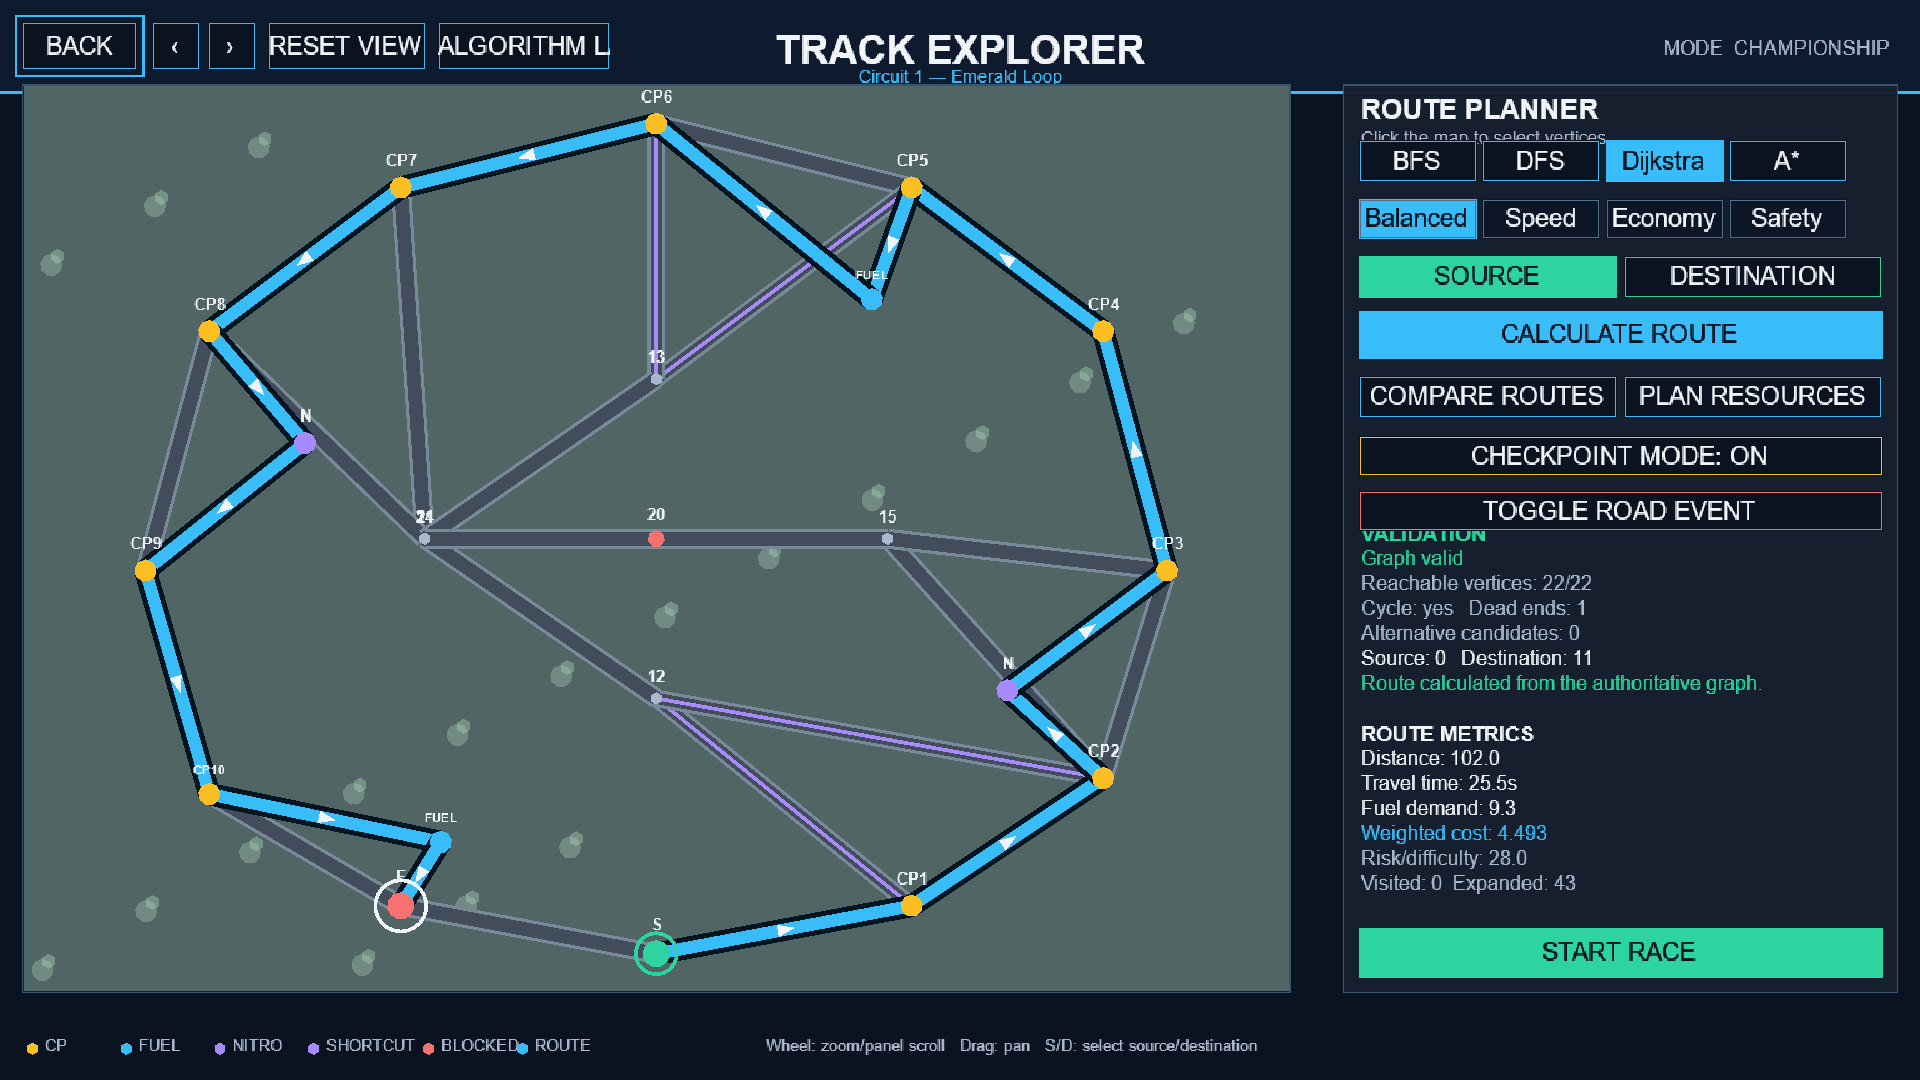 BACK
‹
›
RESET VIEW
ALGORITHM L
TRACK EXPLORER
Circuit 1 — Emerald Loop
MODE CHAMPIONSHIP
CP6
CP7
CP5
FUEL
CP8
CP4
13
N
21
20
15
CP9
CP3
N
12
CP2
CP10
FUEL
CP1
S
ROUTE PLANNER
Click the map to select vertices
BFS
DFS
Dijkstra
A*
Balanced
Speed
Economy
Safety
SOURCE
DESTINATION
CALCULATE ROUTE
COMPARE ROUTES
PLAN RESOURCES
CHECKPOINT MODE: ON
TOGGLE ROAD EVENT
VALIDATION
Graph valid
Reachable vertices: 22/22
Cycle: yes Dead ends: 1
Alternative candidates: 0
Source: 0 Destination: 11
Route calculated from the authoritative graph.
ROUTE METRICS
Distance: 102.0
Travel time: 25.5s
Fuel demand: 9.3
Weighted cost: 4.493
Risk/difficulty: 28.0
Visited: 0 Expanded: 43
START RACE
CP
FUEL
NITRO
SHORTCUT
BLOCKED
ROUTE
Wheel: zoom/panel scroll Drag: pan S/D: select source/destination